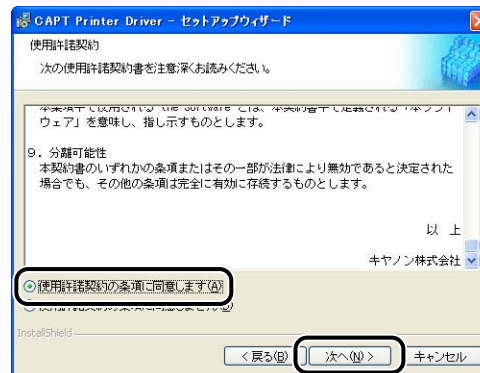 CAPT Printer Driver - セットアップウィザード
使用許諾契約
次の使用許諾契約書を注意深くお読みください。
ウェア」を意味し、指し示すものとします。
9．分離可能性
本契約書のいずれかの条項またはその一部が法律により無効であると決定された
場合でも、その他の条項は完全に有効に存続するものとします。
以 上
キヤノン株式会社
使用許諾契約の条項に同意します(A)
InstallShield
< 戻る(B)
次へ(N) >
キャンセル